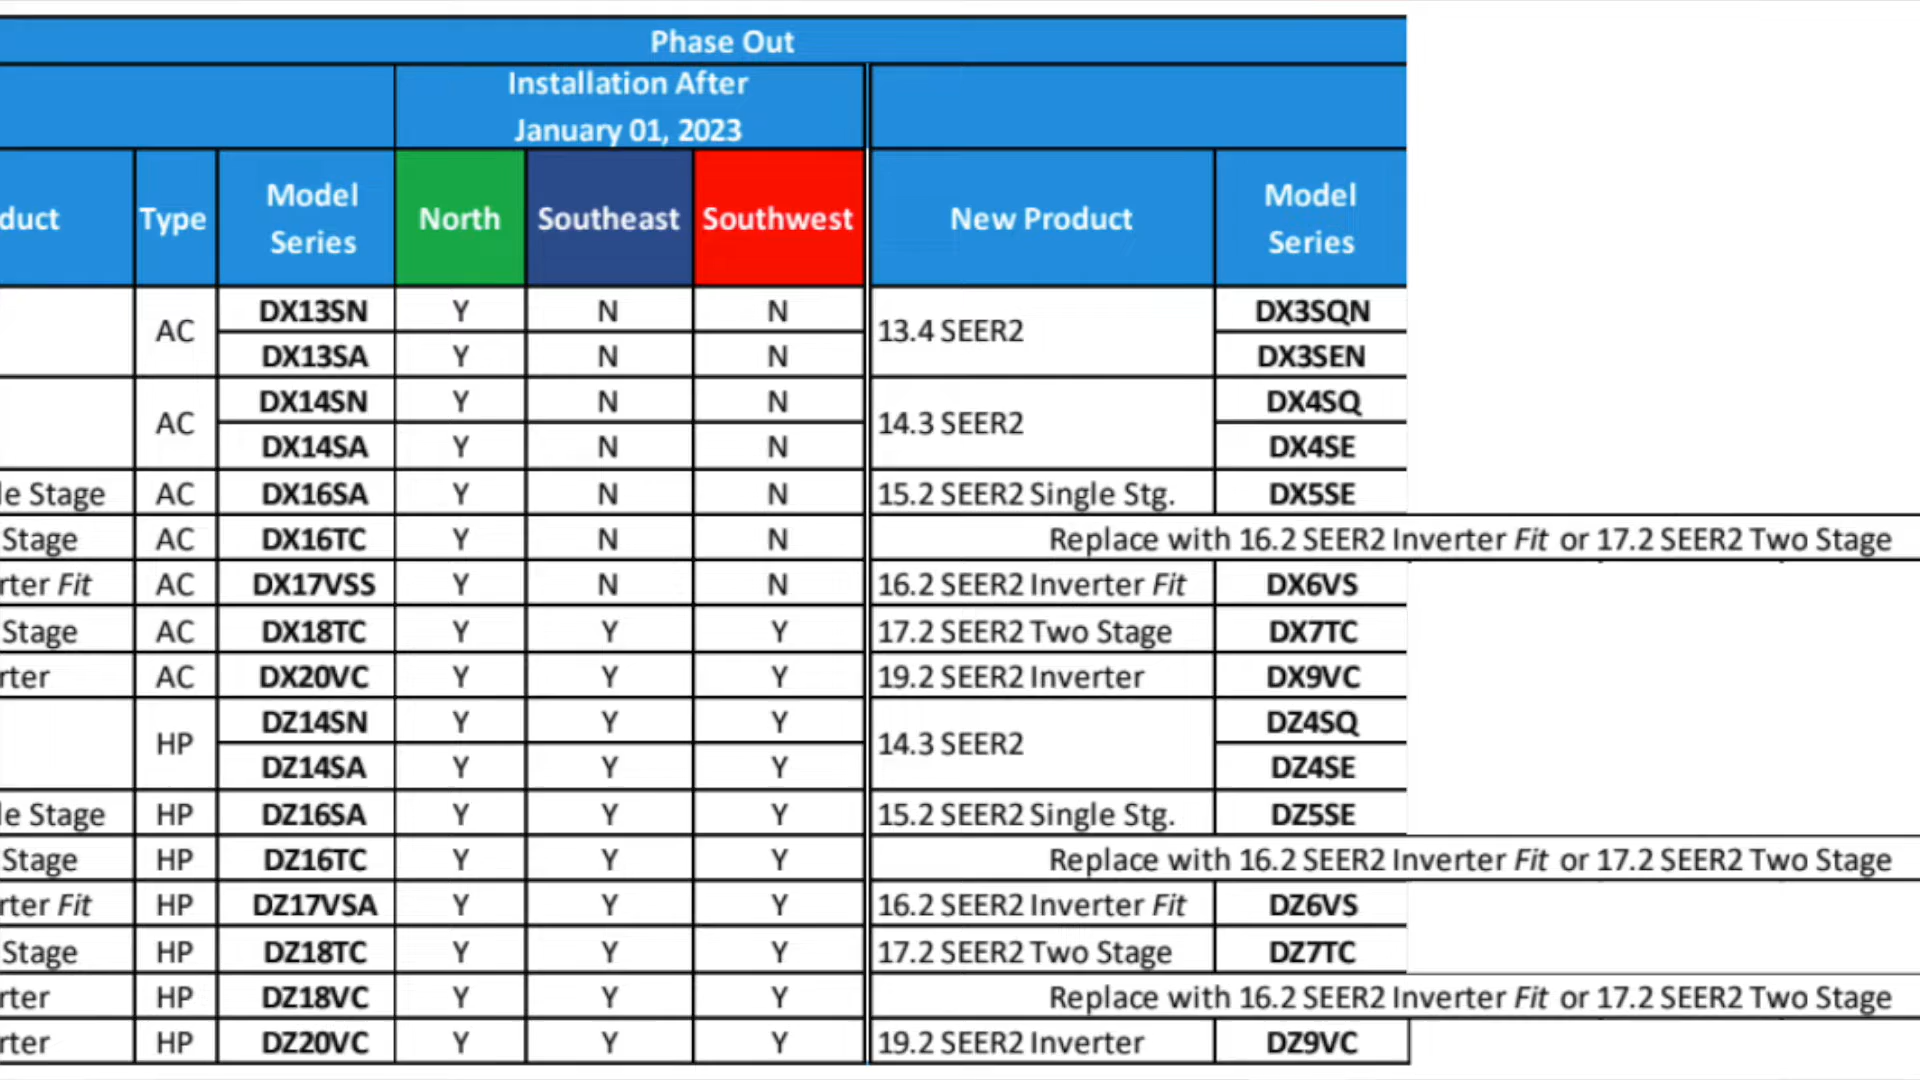 Phase Out
Installation After
January 01, 2023
duct Type Model Series North Southeast Southwest New Product Model Series
AC DX13SN Y N N 13.4 SEER2 DX3SQN
DX13SA Y N N DX3SEN
AC DX14SN Y N N 14.3 SEER2 DX4SQ
DX14SA Y N N DX4SE
le Stage AC DX16SA Y N N 15.2 SEER2 Single Stg. DX5SE
Stage AC DX16TC Y N N Replace with 16.2 SEER2 Inverter Fit or 17.2 SEER2 Two Stage
rter Fit AC DX17VSS Y N N 16.2 SEER2 Inverter Fit DX6VS
Stage AC DX18TC Y Y Y 17.2 SEER2 Two Stage DX7TC
rter AC DX20VC Y Y Y 19.2 SEER2 Inverter DX9VC
HP DZ14SN Y Y Y 14.3 SEER2 DZ4SQ
DZ14SA Y Y Y DZ4SE
le Stage HP DZ16SA Y Y Y 15.2 SEER2 Single Stg. DZ5SE
Stage HP DZ16TC Y Y Y Replace with 16.2 SEER2 Inverter Fit or 17.2 SEER2 Two Stage
rter Fit HP DZ17VSA Y Y Y 16.2 SEER2 Inverter Fit DZ6VS
Stage HP DZ18TC Y Y Y 17.2 SEER2 Two Stage DZ7TC
rter HP DZ18VC Y Y Y Replace with 16.2 SEER2 Inverter Fit or 17.2 SEER2 Two Stage
rter HP DZ20VC Y Y Y 19.2 SEER2 Inverter DZ9VC